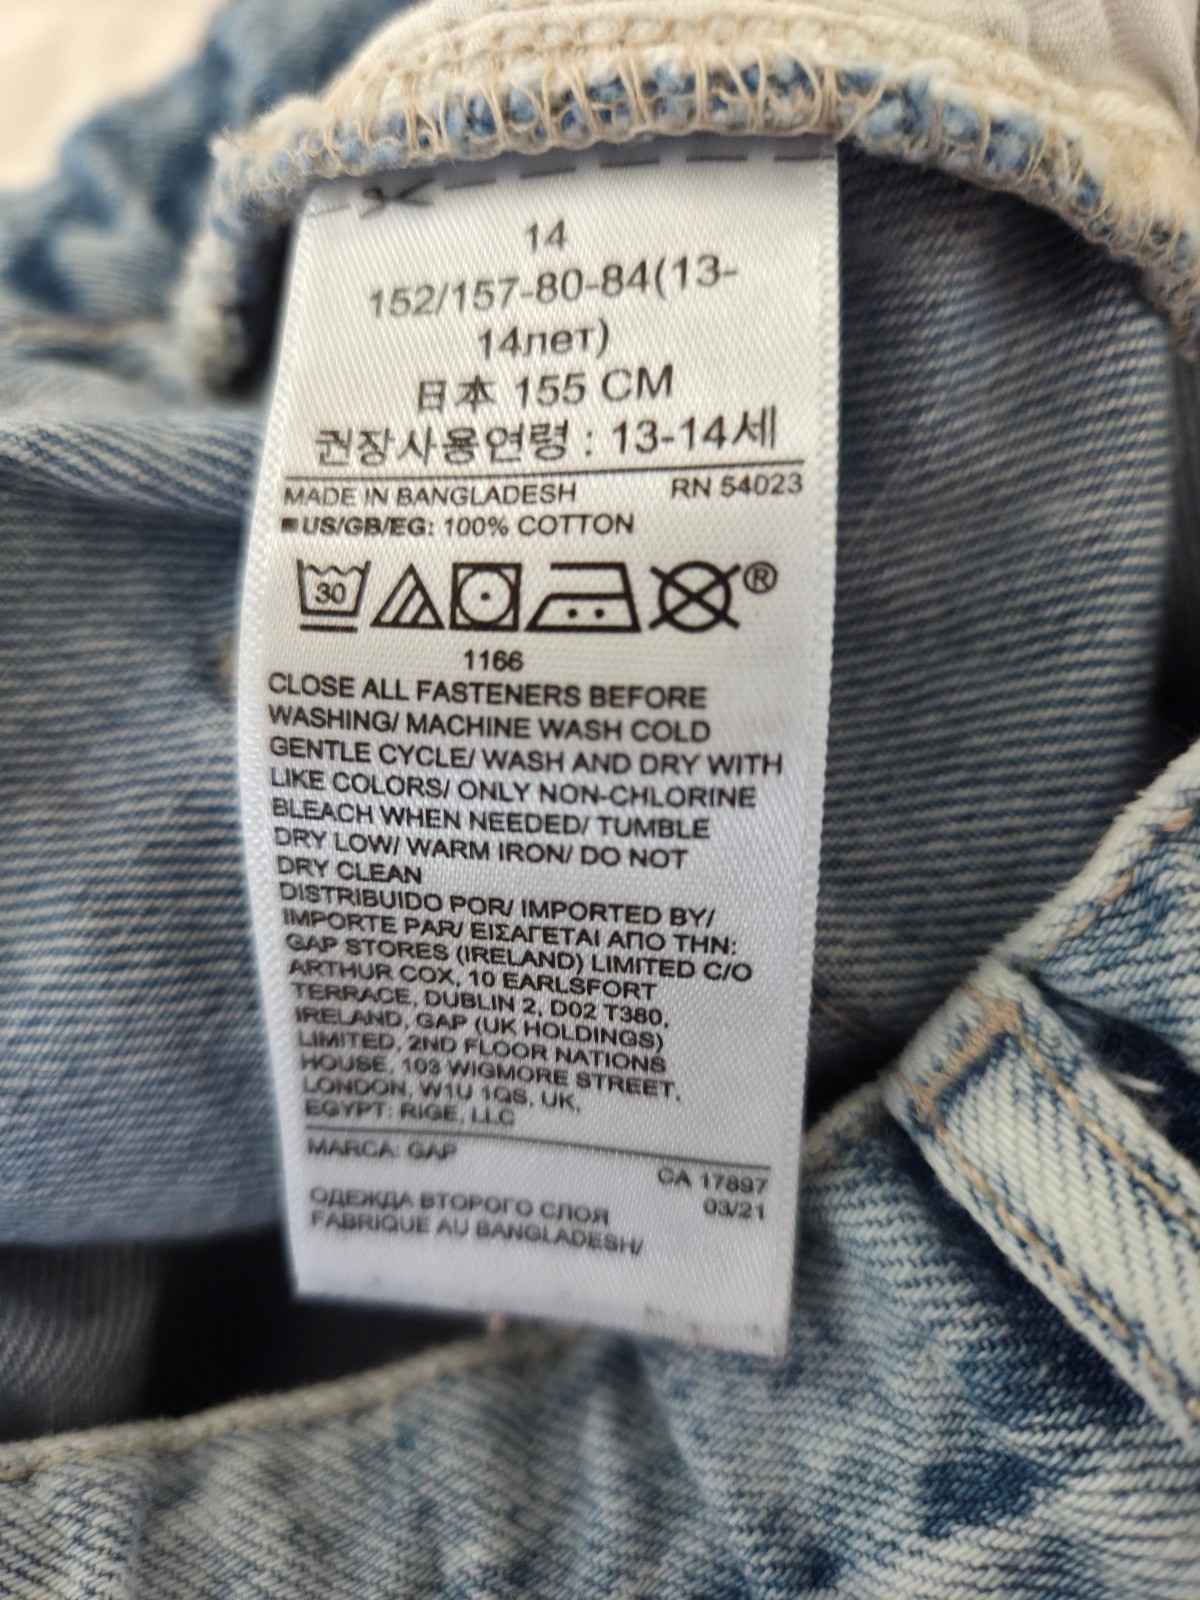 14
152/157-80-84(13-
14лет)
日本 155 CM
권장사용연령 : 13-14세
MADE IN BANGLADESH RN 54023
US/GB/EG: 100% COTTON
30 ®
1166
CLOSE ALL FASTENERS BEFORE
WASHING/ MACHINE WASH COLD
GENTLE CYCLE/ WASH AND DRY WITH
LIKE COLORS/ ONLY NON-CHLORINE
BLEACH WHEN NEEDED/ TUMBLE
DRY LOW/ WARM IRON/ DO NOT
DRY CLEAN
DISTRIBUIDO POR/ IMPORTED BY/
IMPORTE PAR/ ΕΙΣΑΓΕΤΑΙ ΑΠΟ ΤΗΝ:
GAP STORES (IRELAND) LIMITED C/O
ARTHUR COX, 10 EARLSFORT
TERRACE, DUBLIN 2, D02 T380,
IRELAND, GAP (UK HOLDINGS)
LIMITED, 2ND FLOOR NATIONS
HOUSE, 103 WIGMORE STREET,
LONDON, W1U 1QS, UK,
EGYPT: RIGE, LLC
MARCA: GAP
CA 17897
03/21
ОДЕЖДА ВТОРОГО СЛОЯ
FABRIQUE AU BANGLADESH/